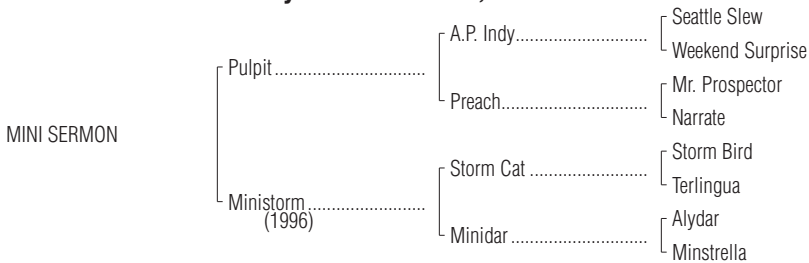 Seattle Slew
A.P. Indy..............................
Weekend Surprise
Pulpit..................................
Mr. Prospector
Preach.................................
Narrate
MINI SERMON
Storm Bird
Storm Cat ...........................
Terlingua
Ministorm ...........................
(1996)
Alydar
Minidar ...............................
Minstrella